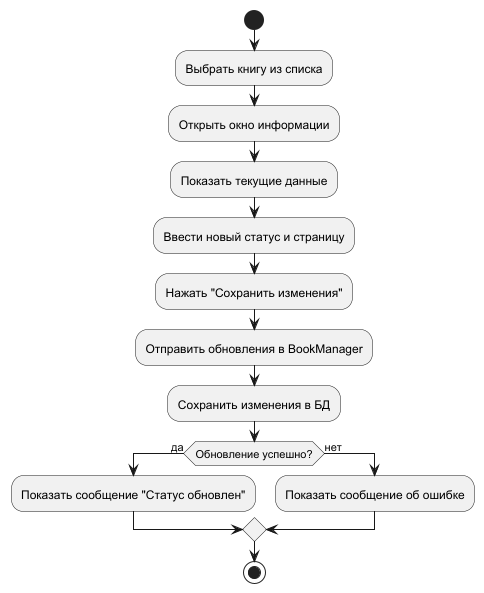 Выбрать книгу из списка
Открыть окно информации
Показать текущие данные
Ввести новый статус и страницу
Нажать "Сохранить изменения"
Отправить обновления в BookManager
Сохранить изменения в БД
да
Обновление успешно?
нет
Показать сообщение "Статус обновлен"
Показать сообщение об ошибке